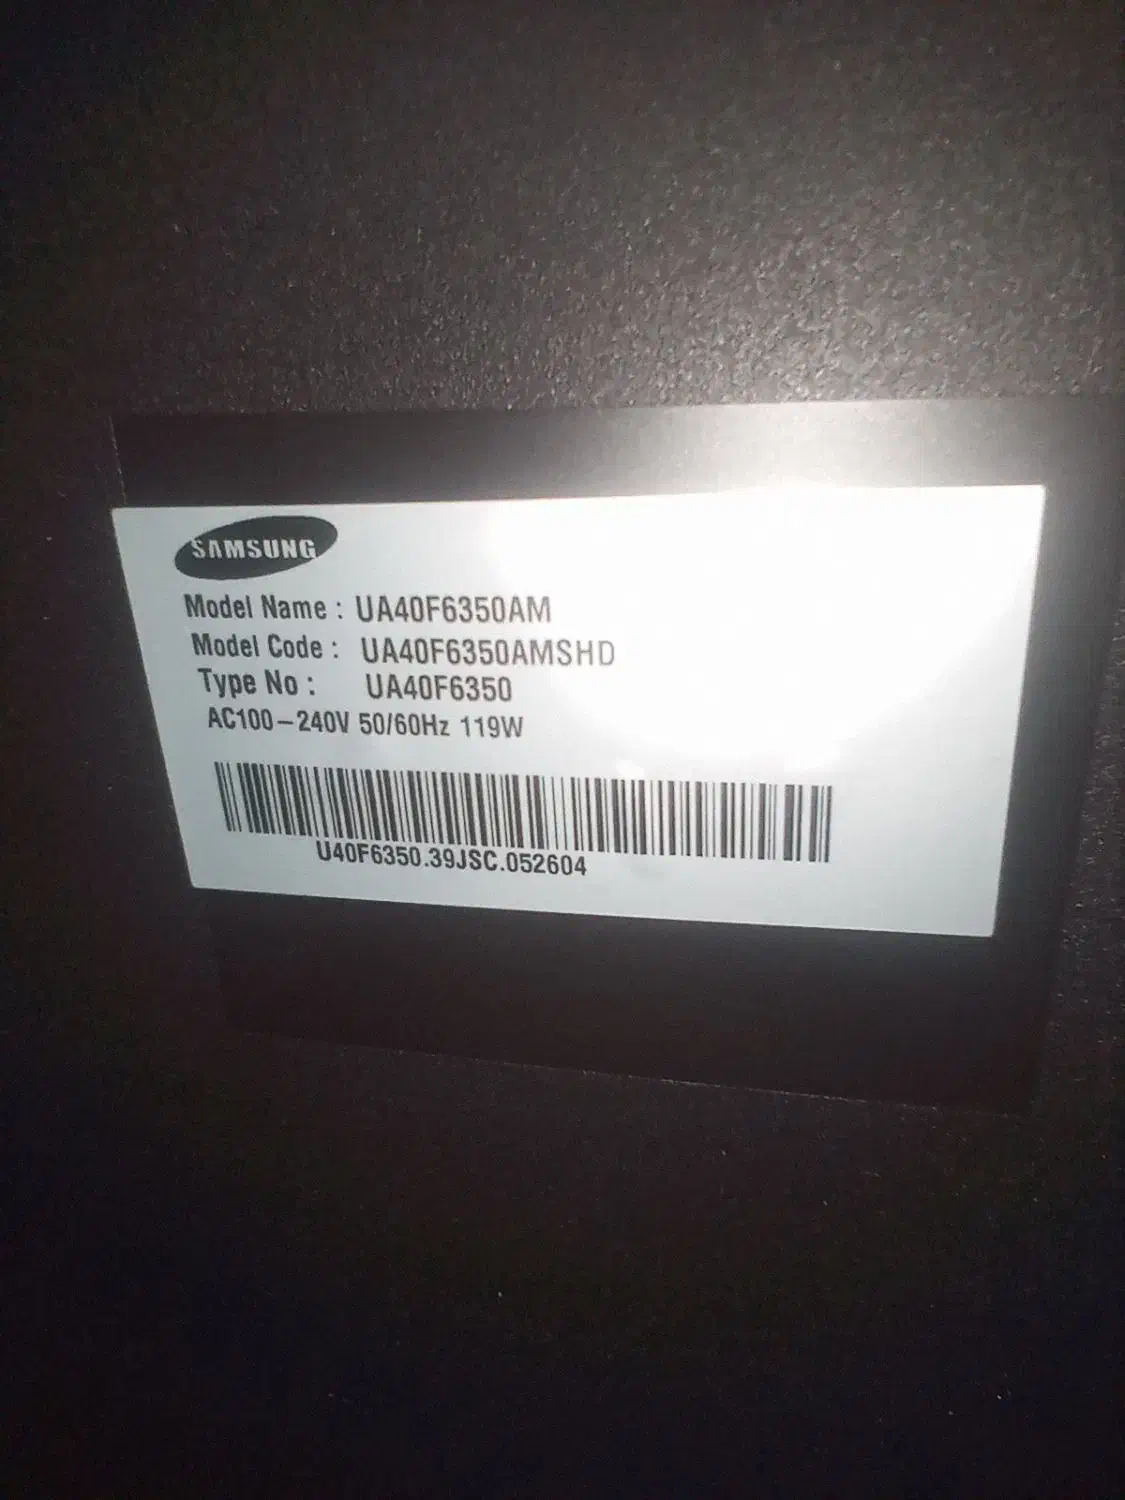 SAMSUNG
Model Name : UA40F6350AM
Model Code : UA40F6350AMSHD
Type No : UA40F6350
AC100-240V 50/60Hz 119W
U40F6350.39JSC.052604